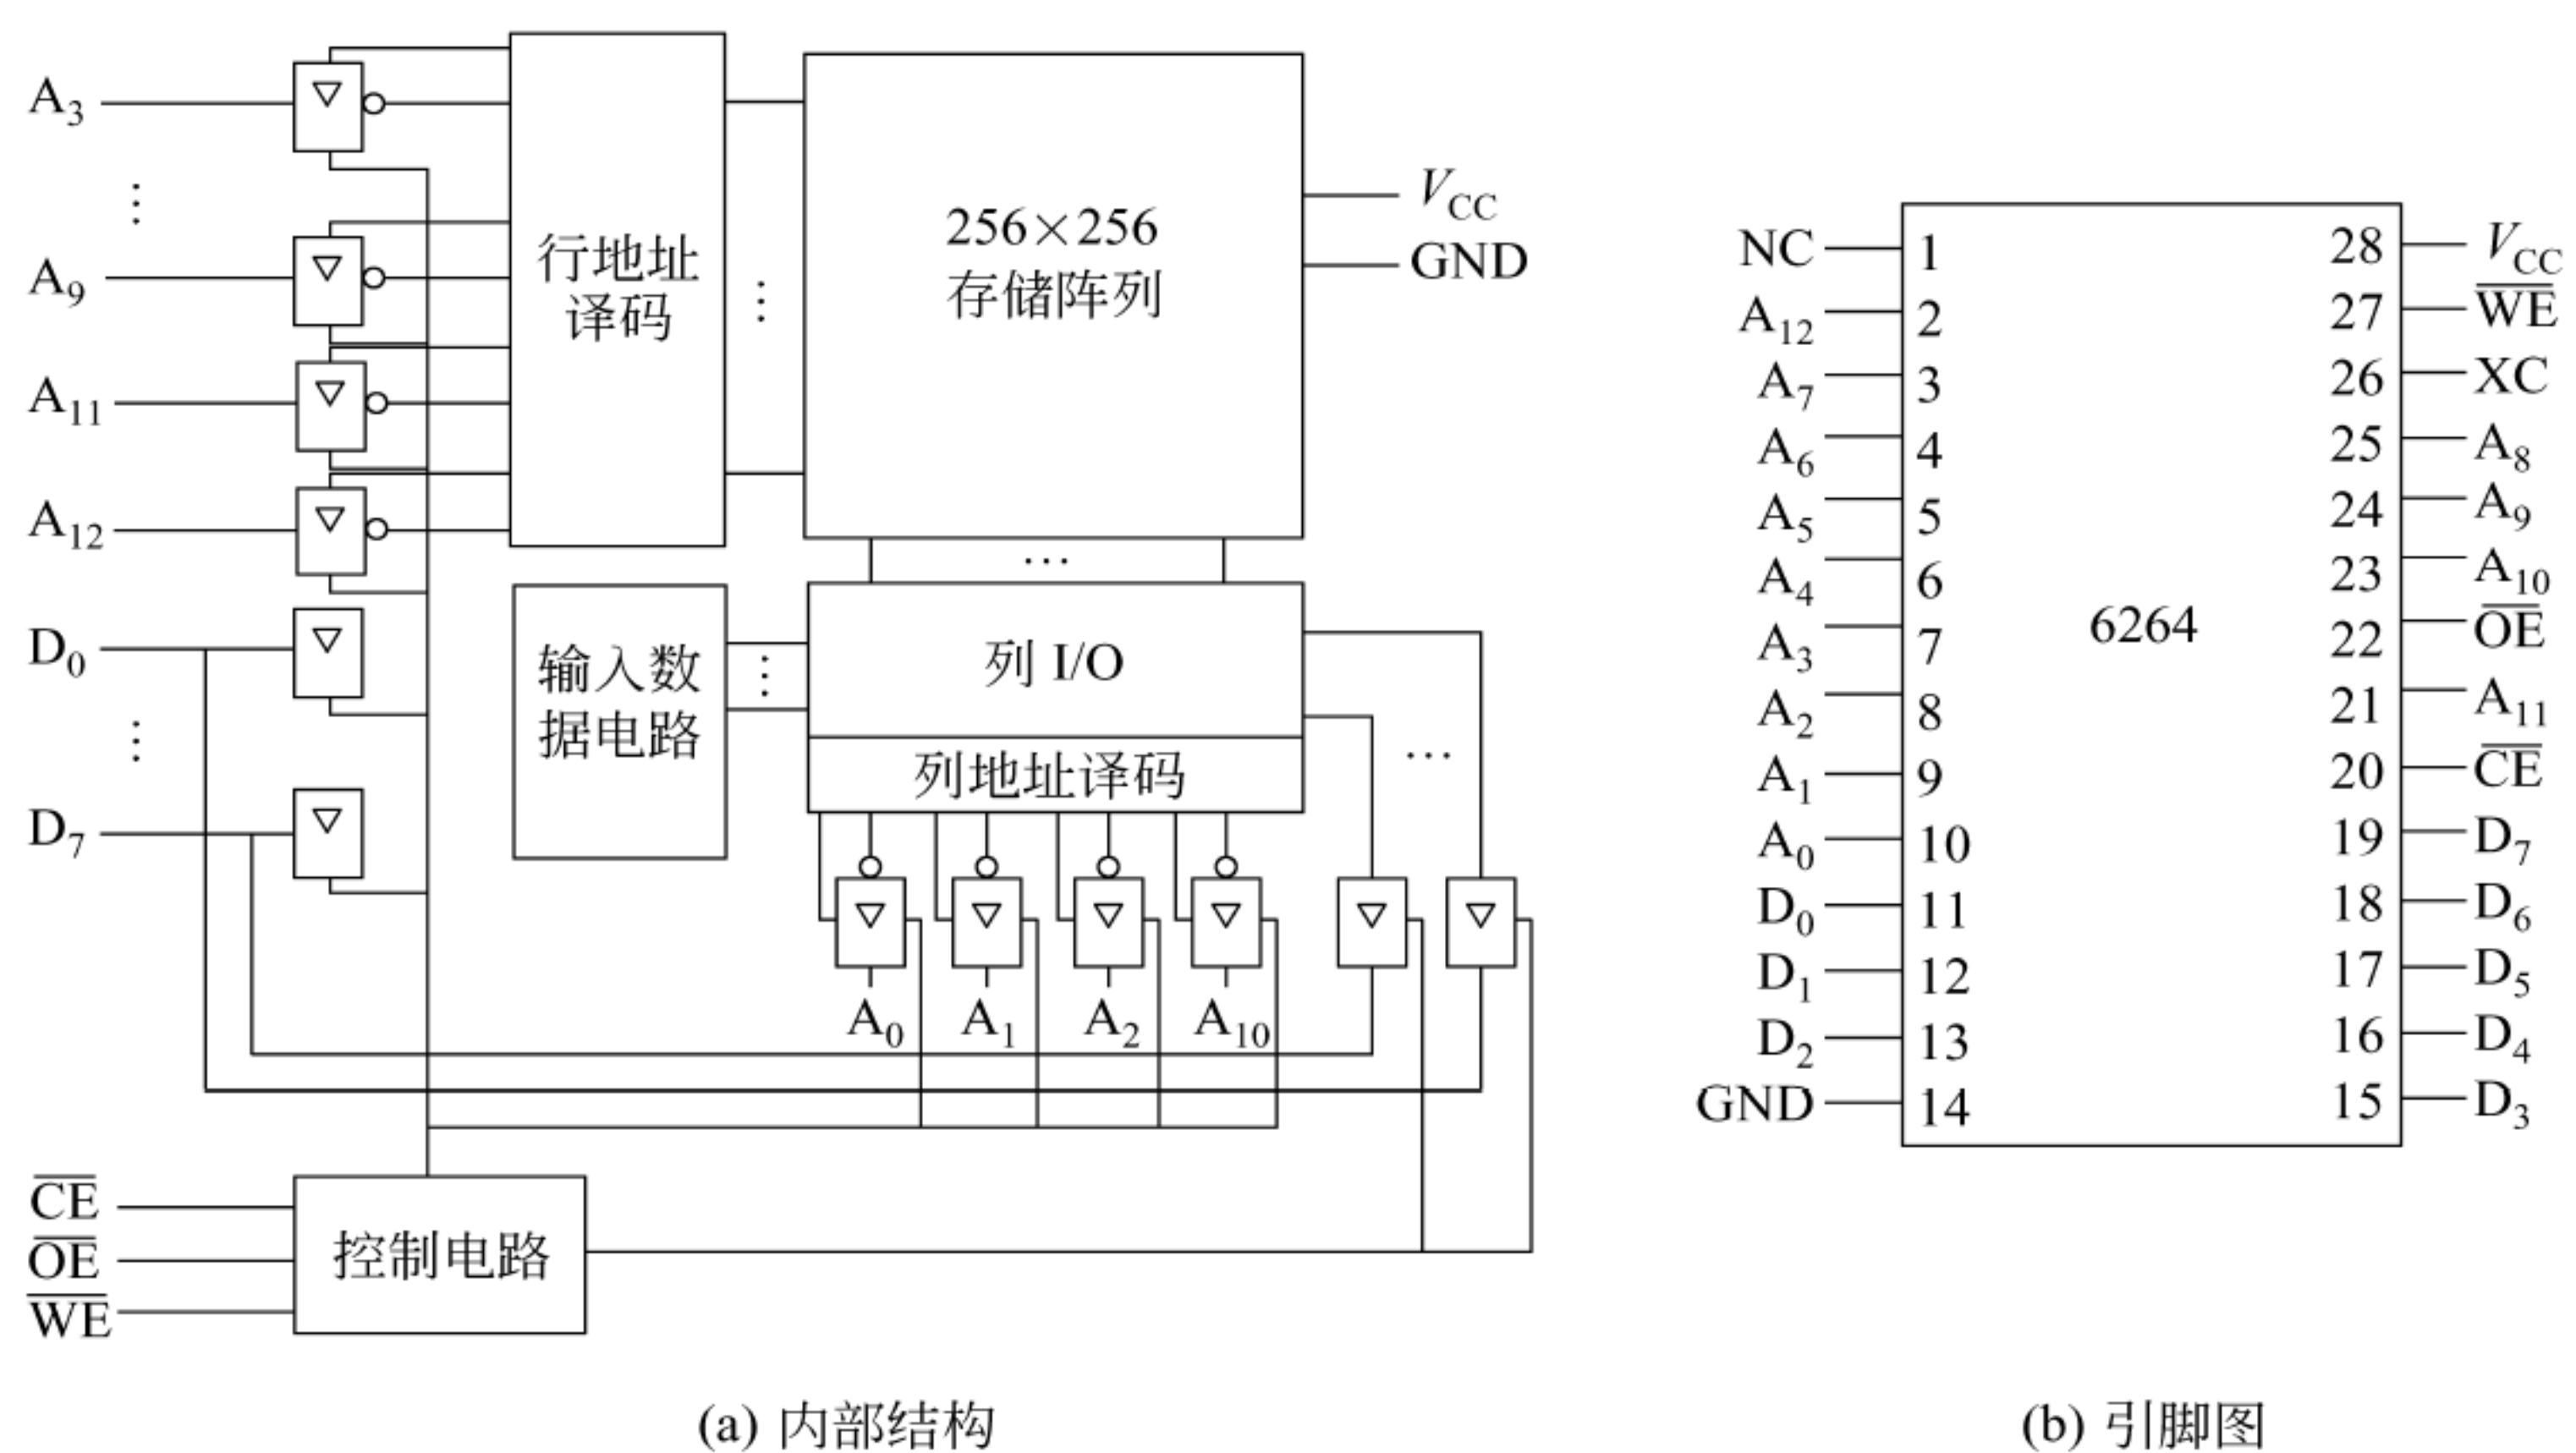 A3
⋮
A9
A11
A12
D0
⋮
D7
行地址
译码
⋮
256×256
存储阵列
VCC
GND
…
输入数
据电路
⋮
列 I/O
列地址译码
…
A0 A1 A2 A10
CE
OE
WE
控制电路
(a) 内部结构
NC 1 28 VCC
A12 2 27 WE
A7 3 26 XC
A6 4 25 A8
A5 5 24 A9
A4 6 23 A10
6264
A3 7 22 OE
A2 8 21 A11
A1 9 20 CE
A0 10 19 D7
D0 11 18 D6
D1 12 17 D5
D2 13 16 D4
GND 14 15 D3
(b) 引脚图